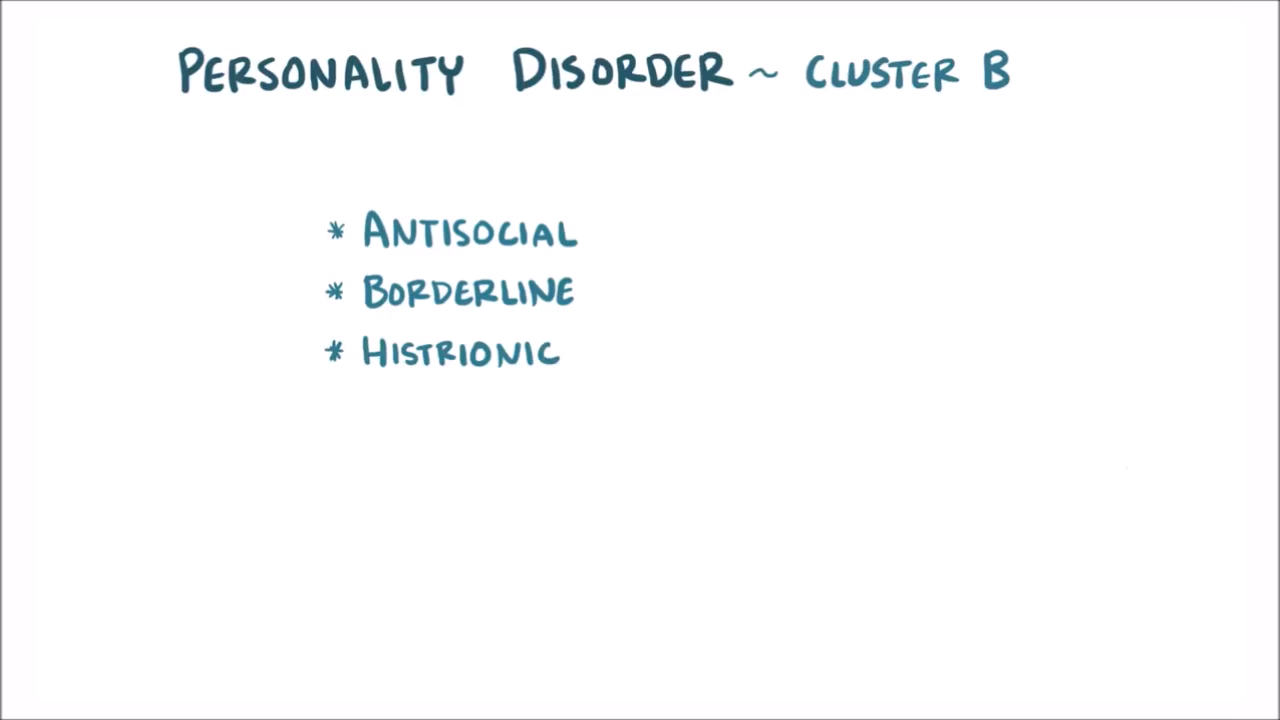 PERSONALITY DISORDER ~ CLUSTER B
* ANTISOCIAL
* BORDERLINE
* HISTRIONIC